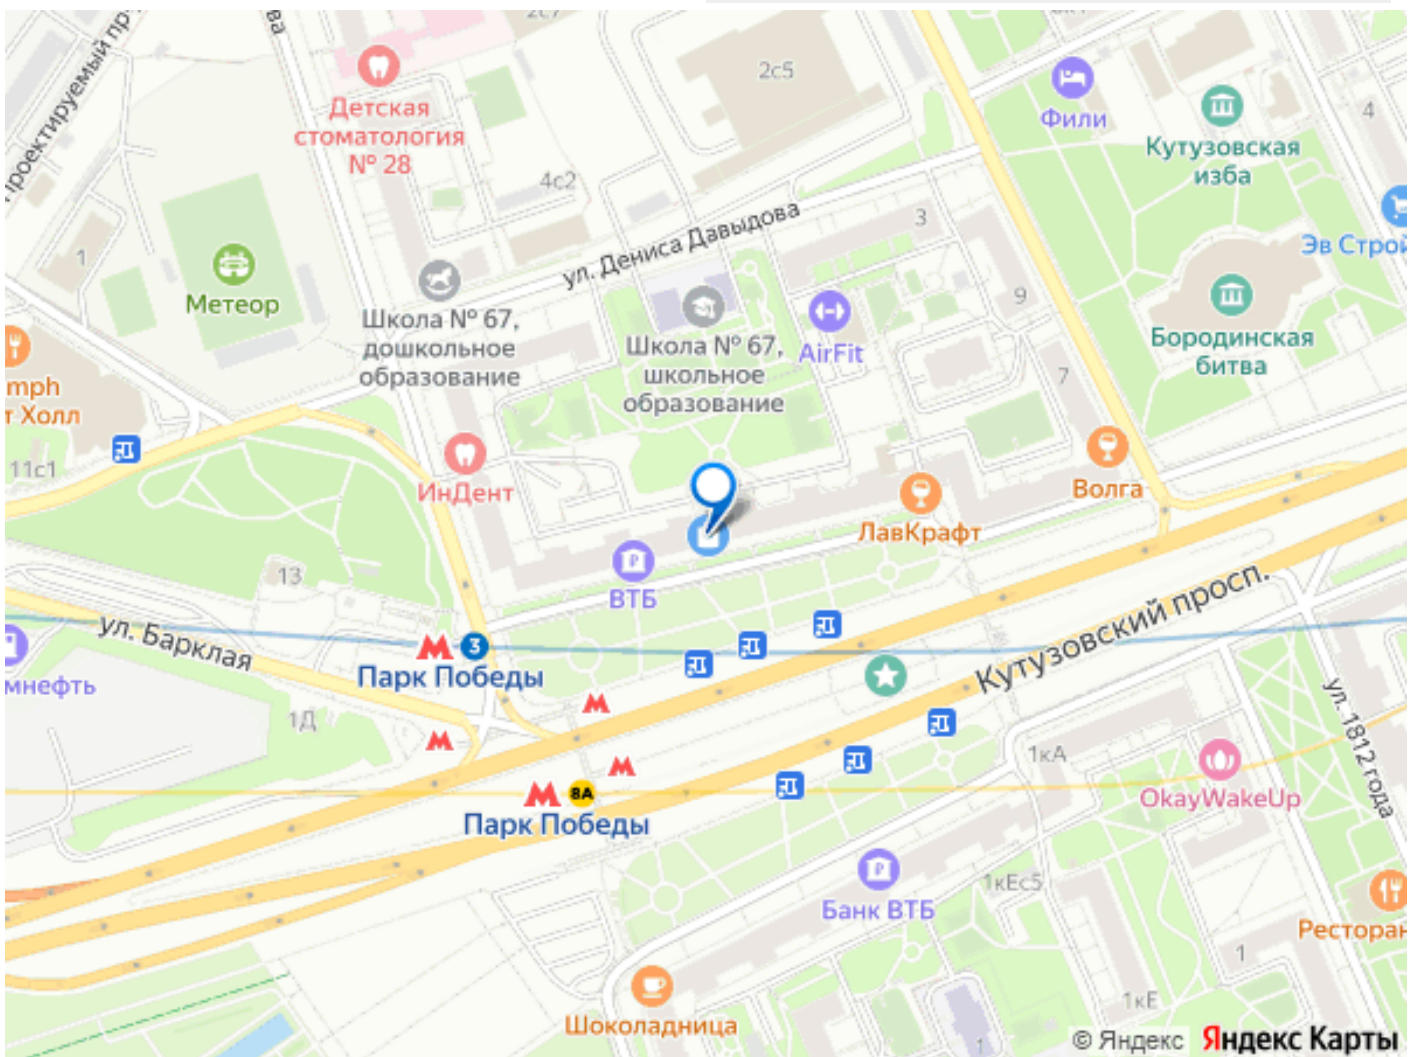 2с7
2с5
Детская
стоматология
№ 28
Фили
4
Кутузовская
изба
4с2
ул. Дениса Давыдова
3
Эв Строй
1
Метеор
Школа № 67,
дошкольное
образование
Школа № 67,
школьное
образование
AirFit
9
Бородинская
битва
7
mph
т Холл
11с1
ИнДент
Волга
ЛавКрафт
13
ВТБ
ул. Барклая
Кутузовский просп.
3
Парк Победы
мнефть
1Д
ул. 1812 года
1кА
OkayWakeUp
8А
Парк Победы
1кЕс5
Банк ВТБ
Ресторан
1
1кЕ
Шоколадница
1
© Яндекс Яндекс Карты